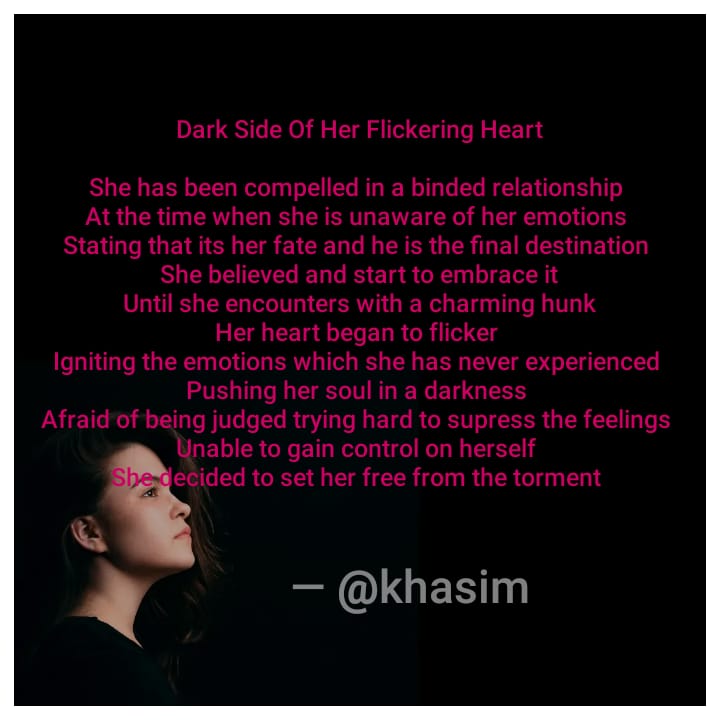 Dark Side Of Her Flickering Heart
She has been compelled in a binded relationship
At the time when she is unaware of her emotions
Stating that its her fate and he is the final destination
She believed and start to embrace it
Until she encounters with a charming hunk
Her heart began to flicker
Igniting the emotions which she has never experienced
Pushing her soul in a darkness
Afraid of being judged trying hard to supress the feelings
Unable to gain control on herself
She decided to set her free from the torment
— @khasim